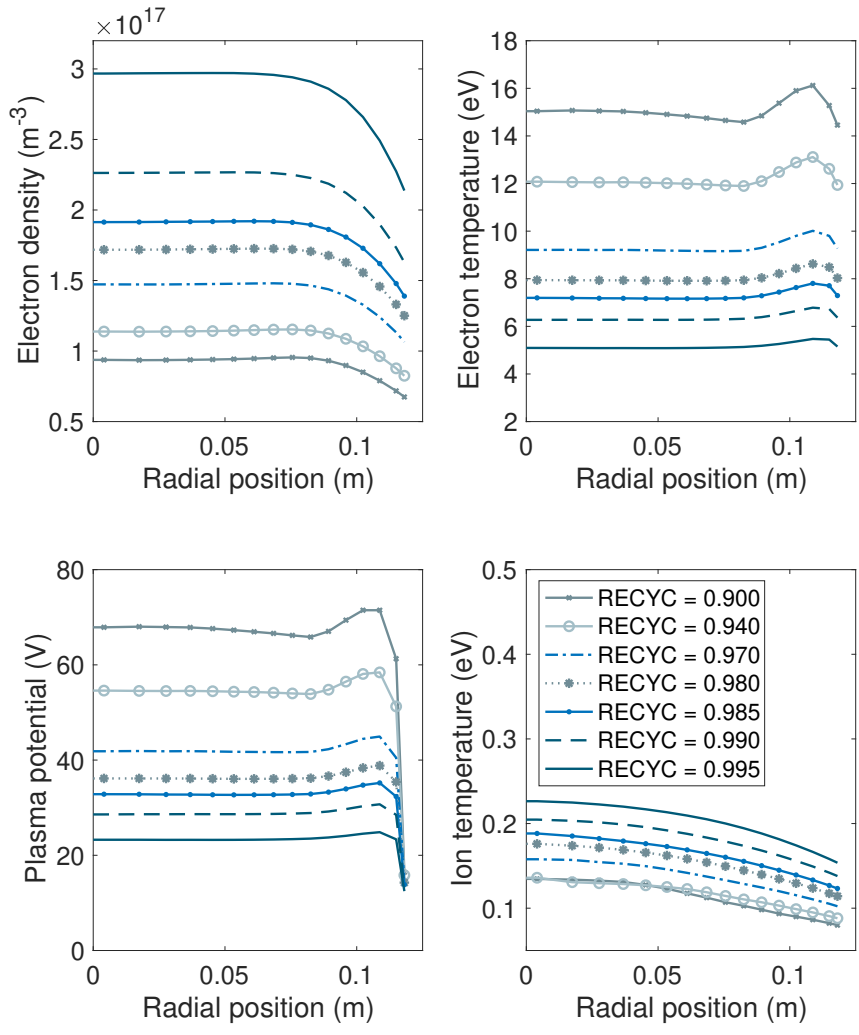 ×10^17
3
2.5
2
1.5
1
0.5
0 0.05 0.1
Electron density (m^-3)
Radial position (m)
18
16
14
12
10
8
6
4
2
0 0.05 0.1
Electron temperature (eV)
Radial position (m)
80
60
40
20
0
0 0.05 0.1
Plasma potential (V)
Radial position (m)
0.5
0.4
0.3
0.2
0.1
0 0.05 0.1
Ion temperature (eV)
Radial position (m)
RECYC = 0.900
RECYC = 0.940
RECYC = 0.970
RECYC = 0.980
RECYC = 0.985
RECYC = 0.990
RECYC = 0.995